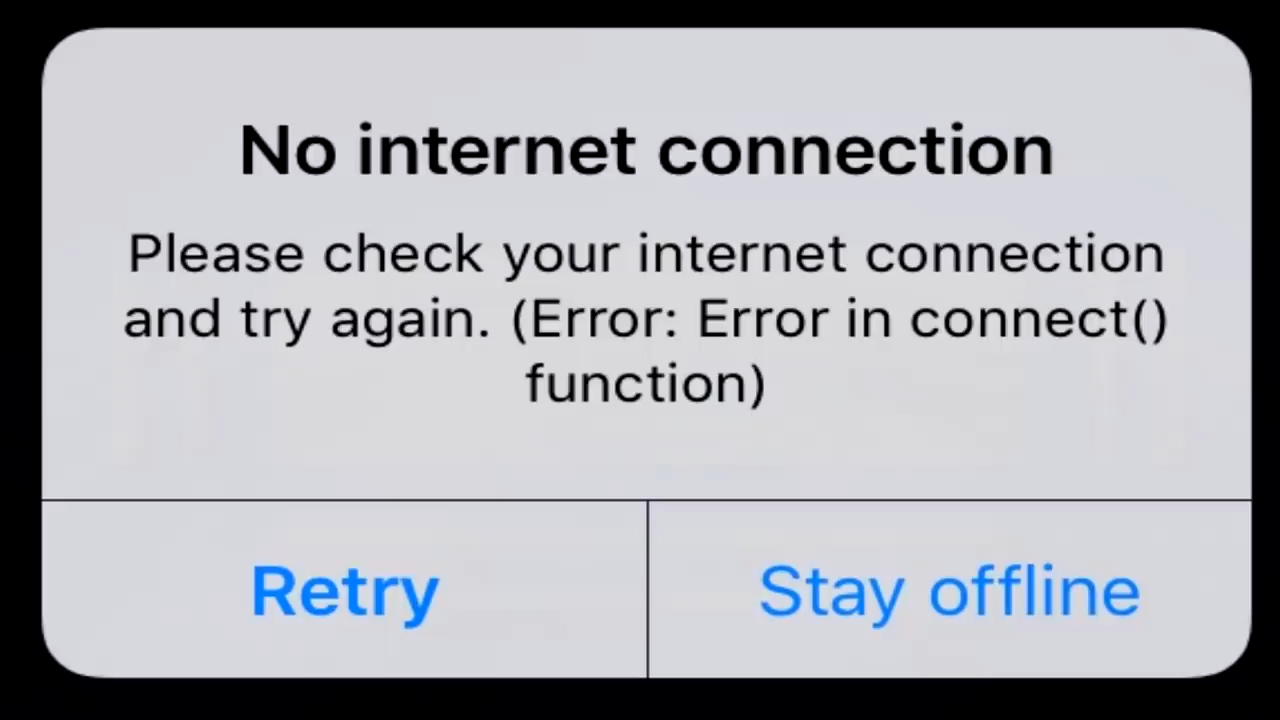 No internet connection
Please check your internet connection
and try again. (Error: Error in connect()
function)
Retry
Stay offline